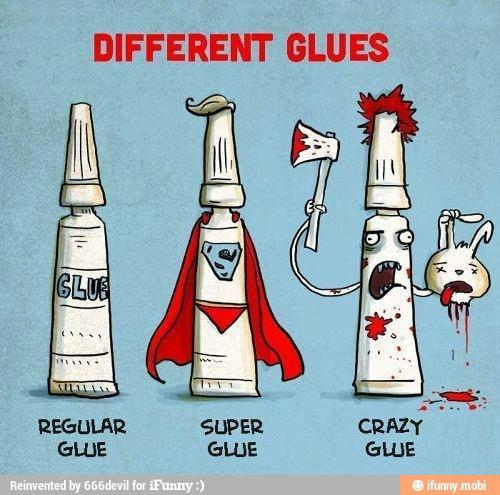 DIFFERENT GLUES
GLUE
REGULAR
GLUE
SUPER
GLUE
CRAZY
GLUE
Reinvented by 666devil for iFunny :)
ifunny.mobi